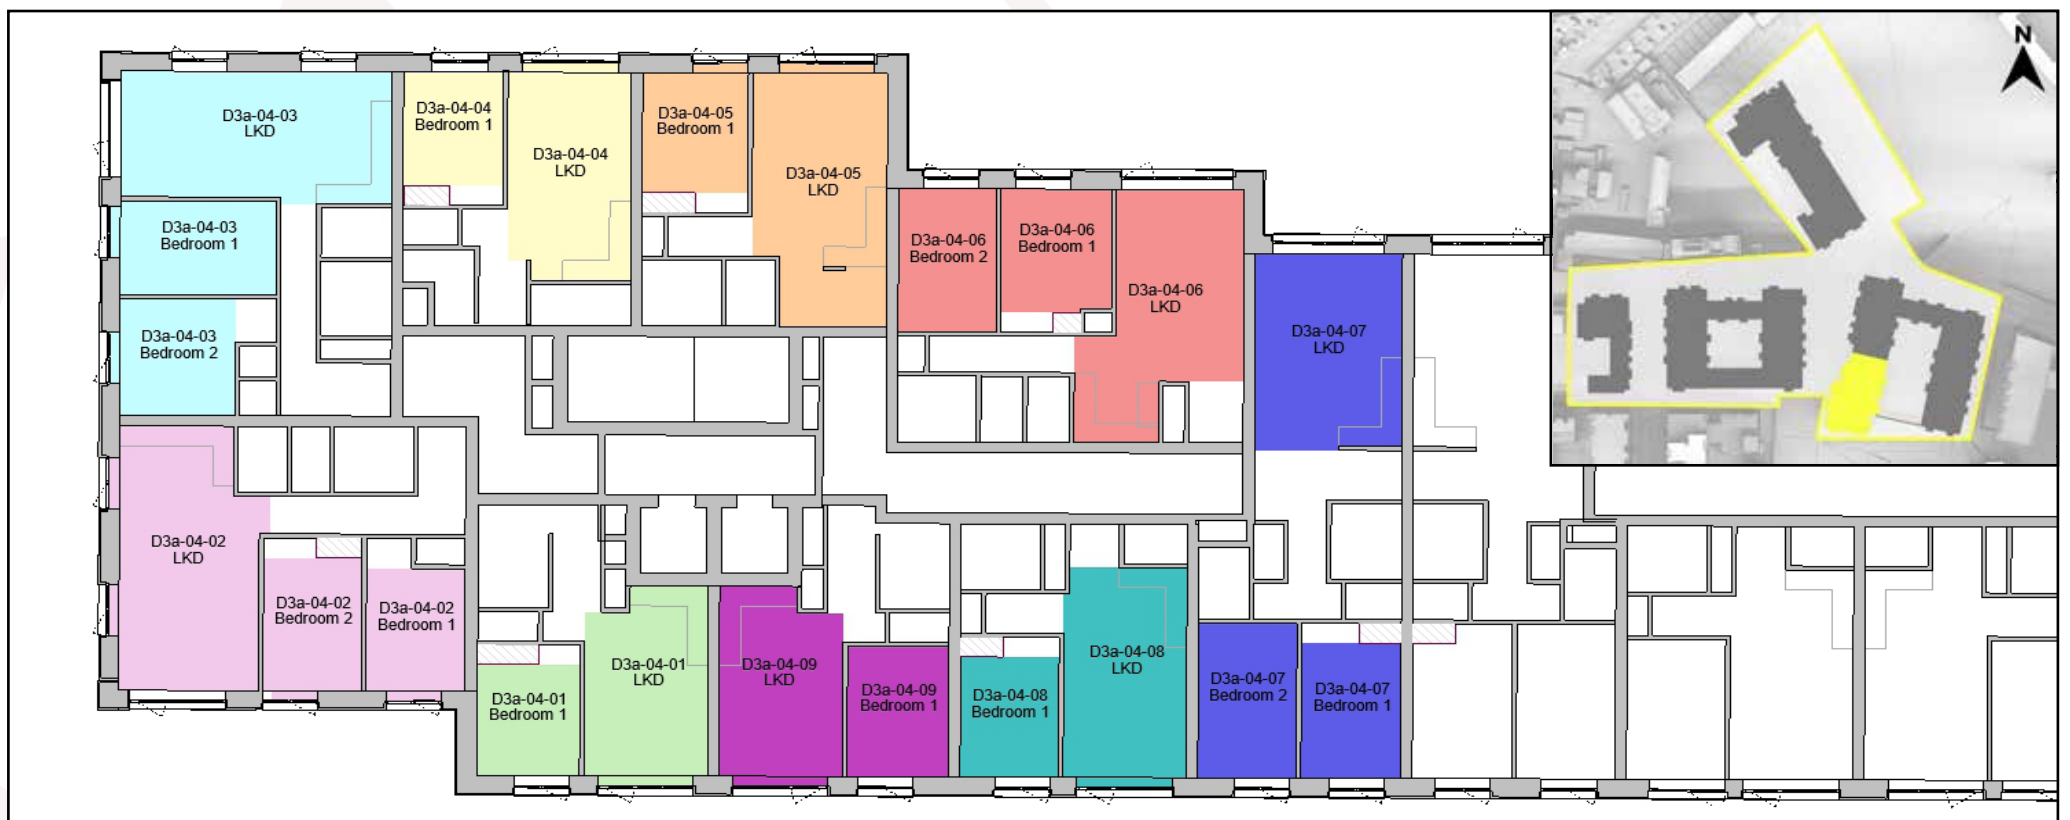 N
D3a-04-03
LKD
D3a-04-04
Bedroom 1
D3a-04-04
LKD
D3a-04-05
Bedroom 1
D3a-04-05
LKD
D3a-04-03
Bedroom 1
D3a-04-06
Bedroom 2
D3a-04-06
Bedroom 1
D3a-04-06
LKD
D3a-04-07
LKD
D3a-04-03
Bedroom 2
D3a-04-02
LKD
D3a-04-02
Bedroom 2
D3a-04-02
Bedroom 1
D3a-04-01
Bedroom 1
D3a-04-01
LKD
D3a-04-09
LKD
D3a-04-09
Bedroom 1
D3a-04-08
Bedroom 1
D3a-04-08
LKD
D3a-04-07
Bedroom 2
D3a-04-07
Bedroom 1